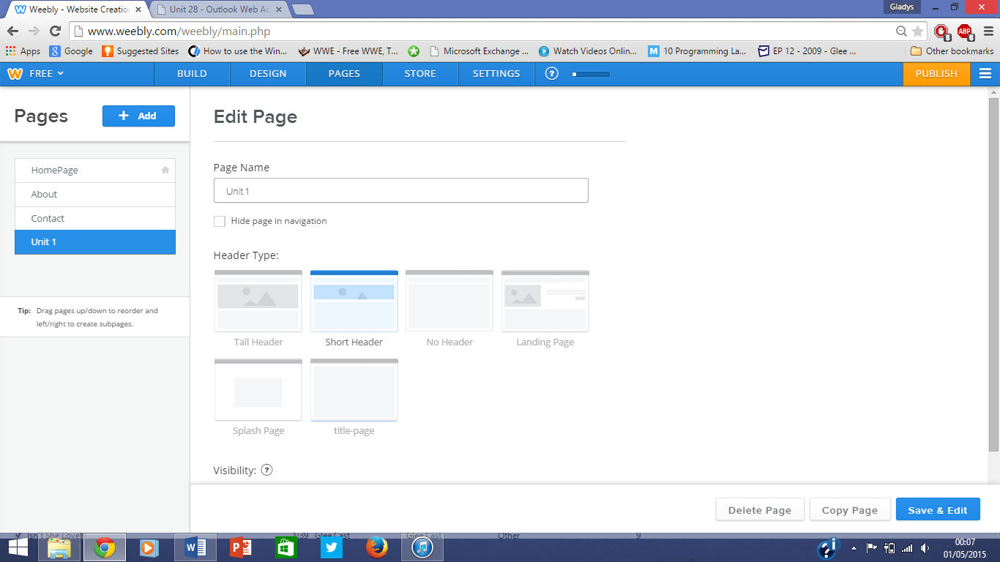 Weebly - Website Creation
Unit 28 - Outlook Web Ac
Gladys
www.weebly.com/weebly/main.php
8
ABP
6
Apps
Google
Suggested Sites
How to use the Win...
WWE - Free WWE, T...
Microsoft Exchange ...
Watch Videos Onlin...
M
10 Programming La...
EP 12 - 2009 - Glee ...
Other bookmarks
FREE
BUILD
DESIGN
PAGES
STORE
SETTINGS
?
PUBLISH
Pages
+ Add
HomePage
About
Contact
Unit 1
Tip: Drag pages up/down to reorder and
left/right to create subpages.
Edit Page
Page Name
Unit 1
Hide page in navigation
Header Type:
Tall Header
Short Header
No Header
Landing Page
Splash Page
title-page
Visibility: ?
Delete Page
Copy Page
Save & Edit
Isn't She Lovely
:39
Glee Cast
Glee Cast
Other
9
00:07
01/05/2015